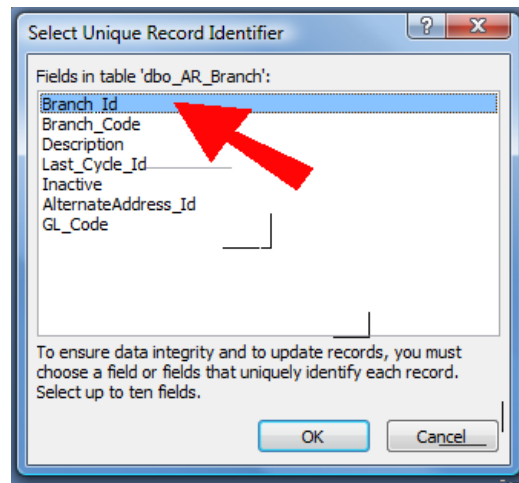 Select Unique Record Identifier
Fields in table 'dbo_AR_Branch':
Branch_Id
Branch_Code
Description
Last_Cycle_Id
Inactive
AlternateAddress_Id
GL_Code
To ensure data integrity and to update records, you must
choose a field or fields that uniquely identify each record.
Select up to ten fields.
OK
Cancel